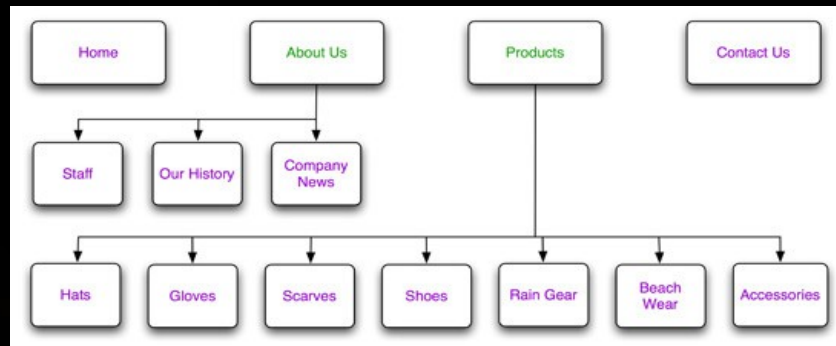 Home
About Us
Products
Contact Us
Staff
Our History
Company
News
Hats
Gloves
Scarves
Shoes
Rain Gear
Beach
Wear
Accessories